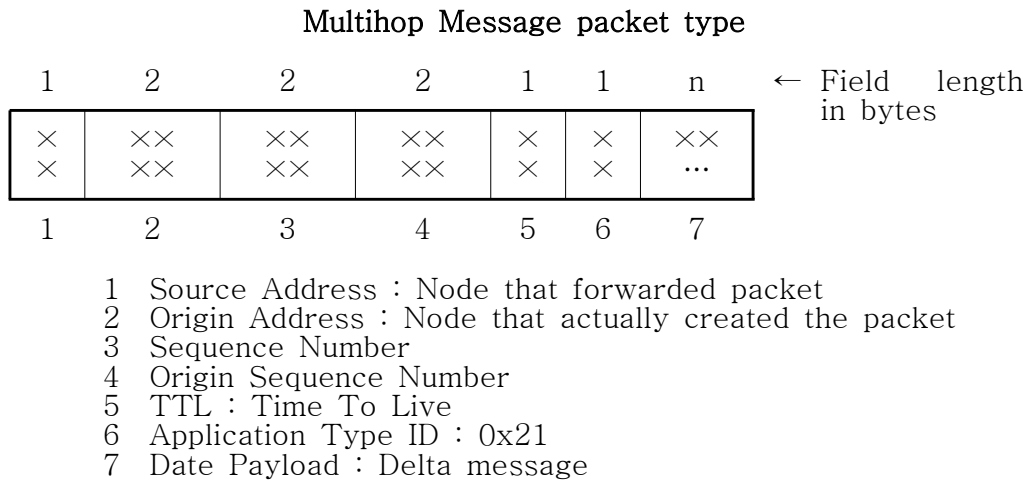 Multihop Message packet type
1 2 2 2 1 1 n ← Field length
in bytes
× ×× ×× ×× × × ××
× ×× ×× ×× × × ...
1 2 3 4 5 6 7
1 Source Address : Node that forwarded packet
2 Origin Address : Node that actually created the packet
3 Sequence Number
4 Origin Sequence Number
5 TTL : Time To Live
6 Application Type ID : 0x21
7 Date Payload : Delta message